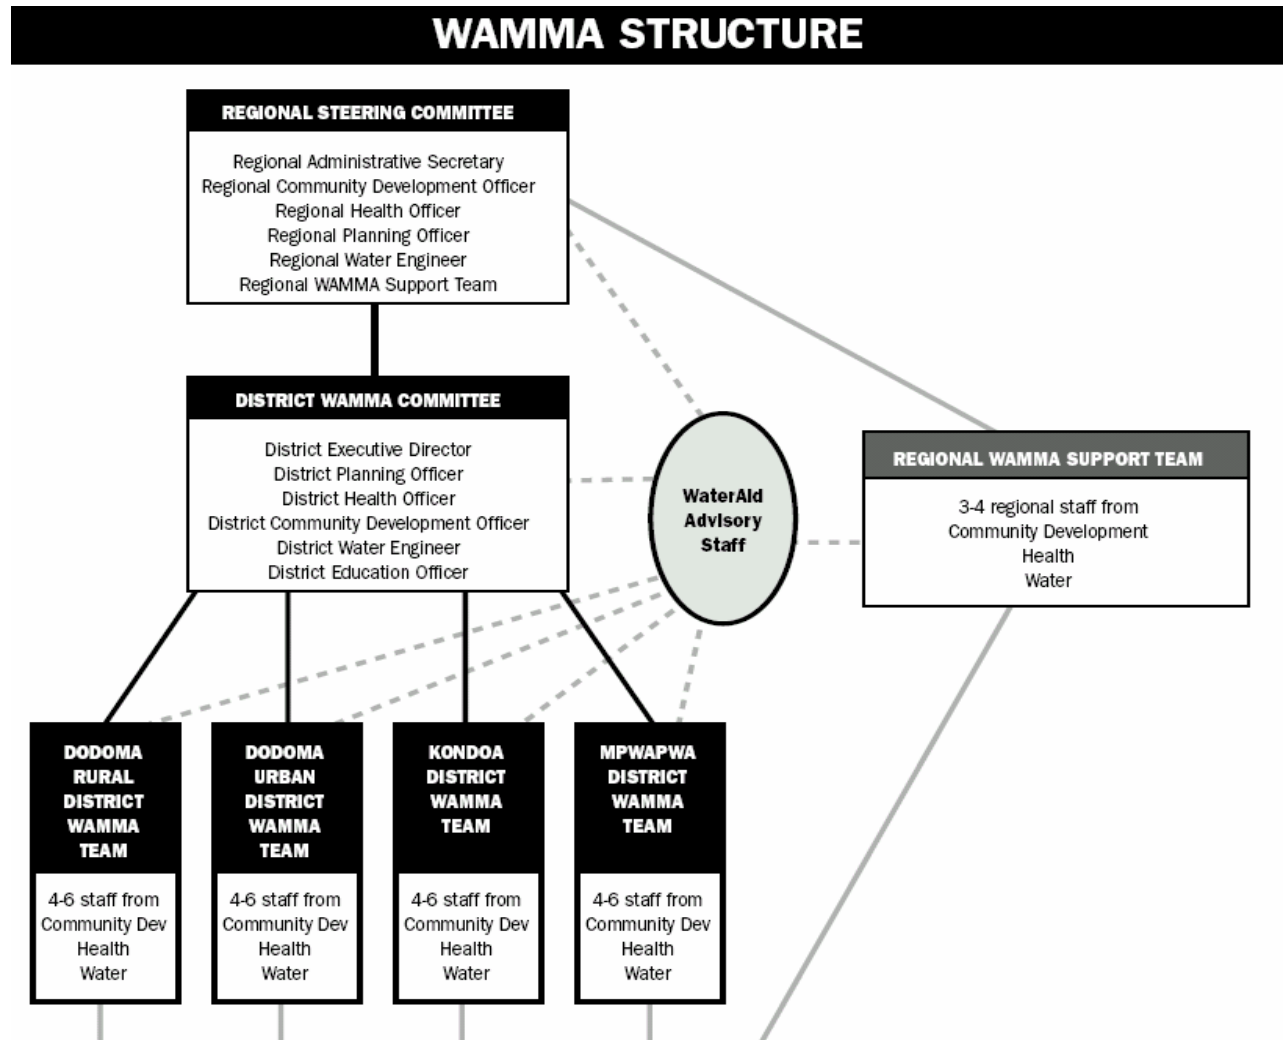 WAMMA STRUCTURE
REGIONAL STEERING COMMITTEE
Regional Administrative Secretary
Regional Community Development Officer
Regional Health Officer
Regional Planning Officer
Regional Water Engineer
Regional WAMMA Support Team
DISTRICT WAMMA COMMITTEE
District Executive Director
District Planning Officer
District Health Officer
District Community Development Officer
District Water Engineer
District Education Officer
WaterAid
Advisory
Staff
REGIONAL WAMMA SUPPORT TEAM
3-4 regional staff from
Community Development
Health
Water
DODOMA
RURAL
DISTRICT
WAMMA
TEAM
4-6 staff from
Community Dev
Health
Water
DODOMA
URBAN
DISTRICT
WAMMA
TEAM
4-6 staff from
Community Dev
Health
Water
KONDOA
DISTRICT
WAMMA
TEAM
4-6 staff from
Community Dev
Health
Water
MPWAPWA
DISTRICT
WAMMA
TEAM
4-6 staff from
Community Dev
Health
Water